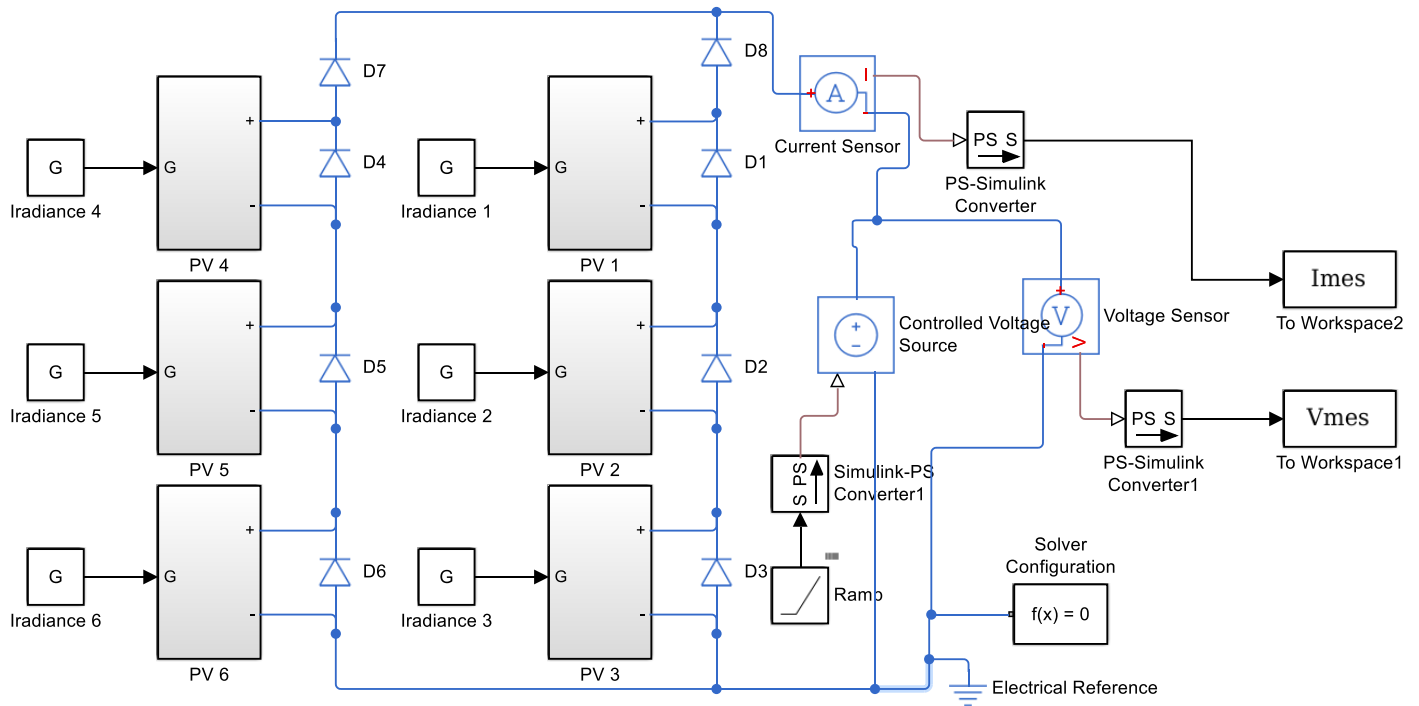 D7
D8
+
G
G
-
D4
Irradiance 4
PV 4
+
G
G
-
D1
Irradiance 1
PV 1
+
A
I
-
Current Sensor
PS S
PS-Simulink
Converter
Imes
To Workspace2
+
G
G
-
D5
Irradiance 5
PV 5
+
G
G
-
D2
Irradiance 2
PV 2
+
-
Controlled Voltage
Source
+
V
-
V
Voltage Sensor
PS S
PS-Simulink
Converter1
Vmes
To Workspace1
S PS
Simulink-PS
Converter1
Ramp
+
G
G
-
D6
Irradiance 6
PV 6
+
G
G
-
D3
Irradiance 3
PV 3
Solver
Configuration
f(x) = 0
Electrical Reference